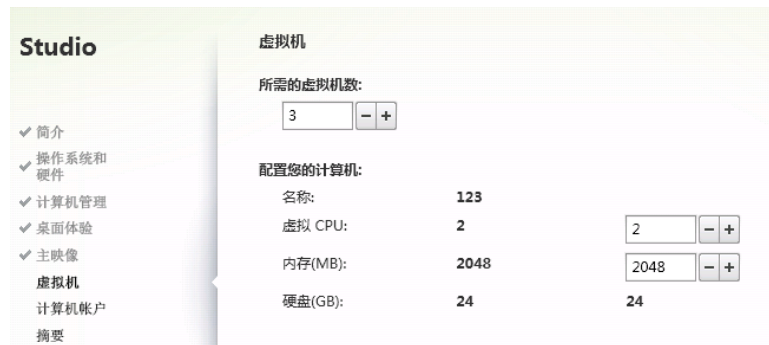 Studio
简介
操作系统和
硬件
计算机管理
桌面体验
主映像
虚拟机
计算机帐户
摘要
虚拟机
所需的虚拟机数:
3
配置您的计算机:
名称: 123
虚拟 CPU: 2 2
内存(MB): 2048 2048
硬盘(GB): 24 24